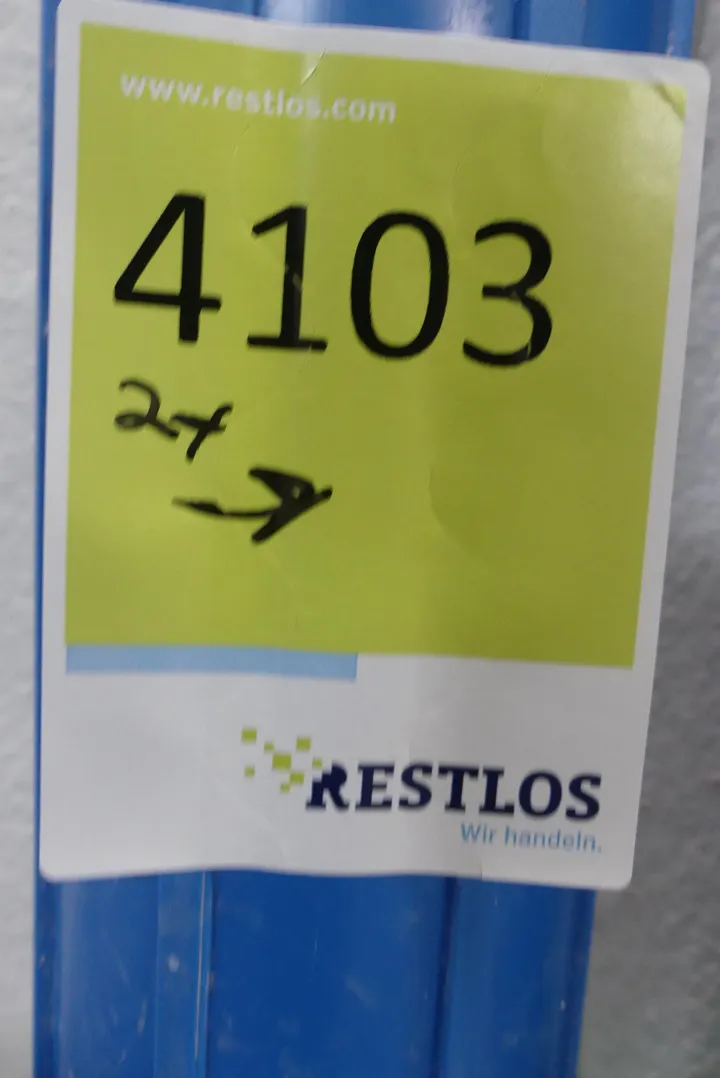 www.restlos.com
4103
2x
→
RESTLOS
Wir handeln.